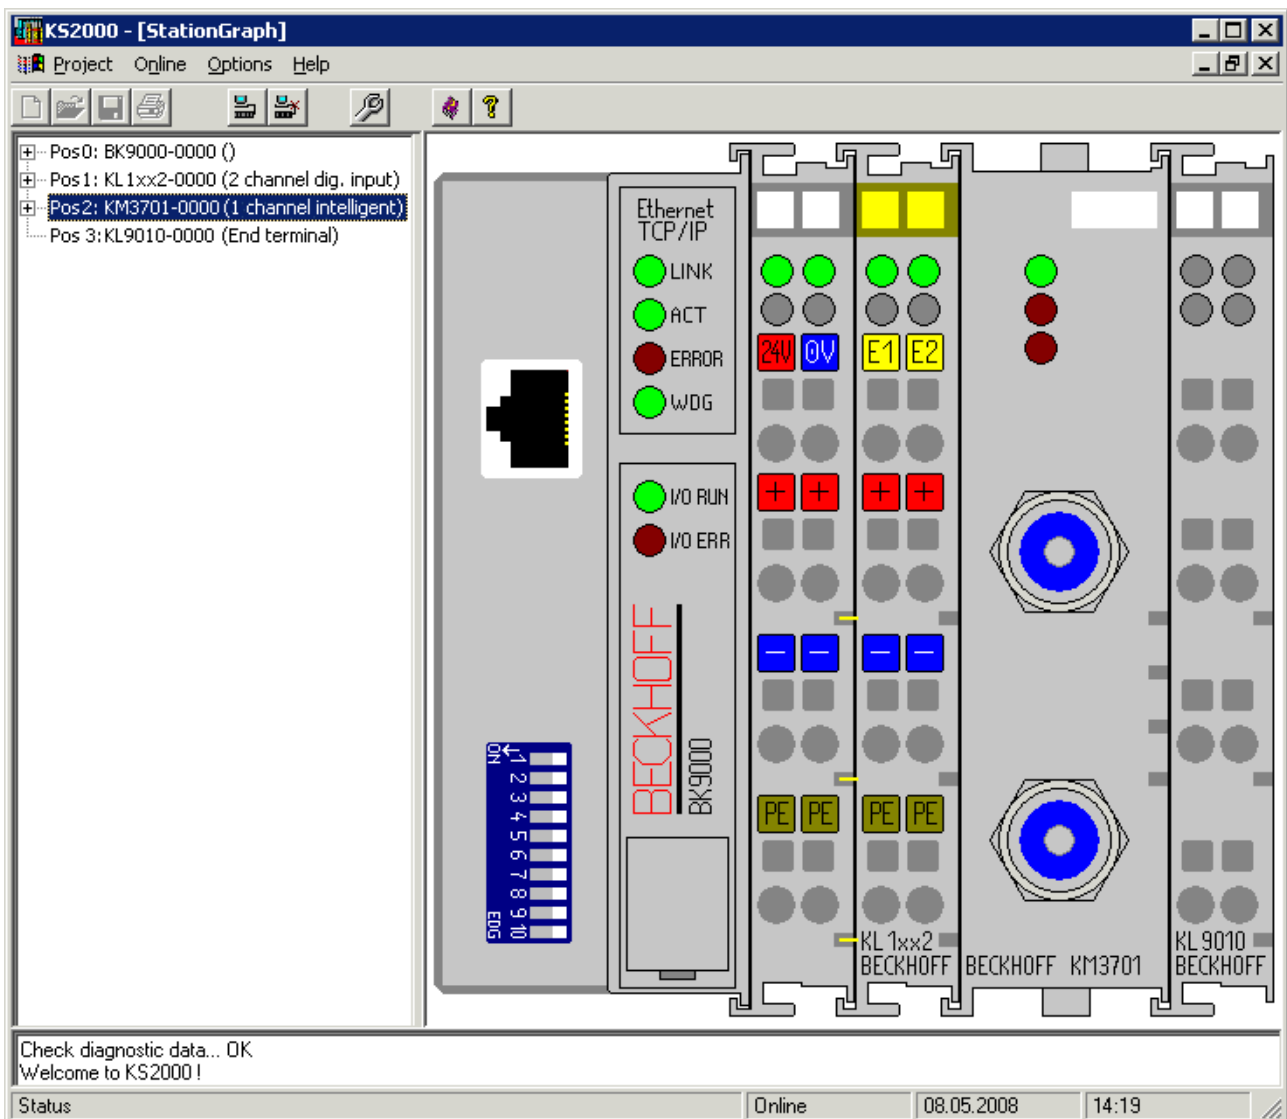 KS2000 - [StationGraph]
Project Online Options Help
Pos0: BK9000-0000 ()
Pos1: KL1xx2-0000 (2 channel dig. input)
Pos2: KM3701-0000 (1 channel intelligent)
Pos 3: KL9010-0000 (End terminal)
Ethernet
TCP/IP
LINK
ACT
ERROR
WDG
I/O RUN
I/O ERR
BECKHOFF
BK9000
ON
1
2
3
4
5
6
7
8
9
10
EDG
24V 0V E1 E2
+ + + +
- - - -
PE PE PE PE
KL1xx2
BECKHOFF
BECKHOFF KM3701
KL9010
BECKHOFF
Check diagnostic data... OK
Welcome to KS2000 !
Status Online 08.05.2008 14:19